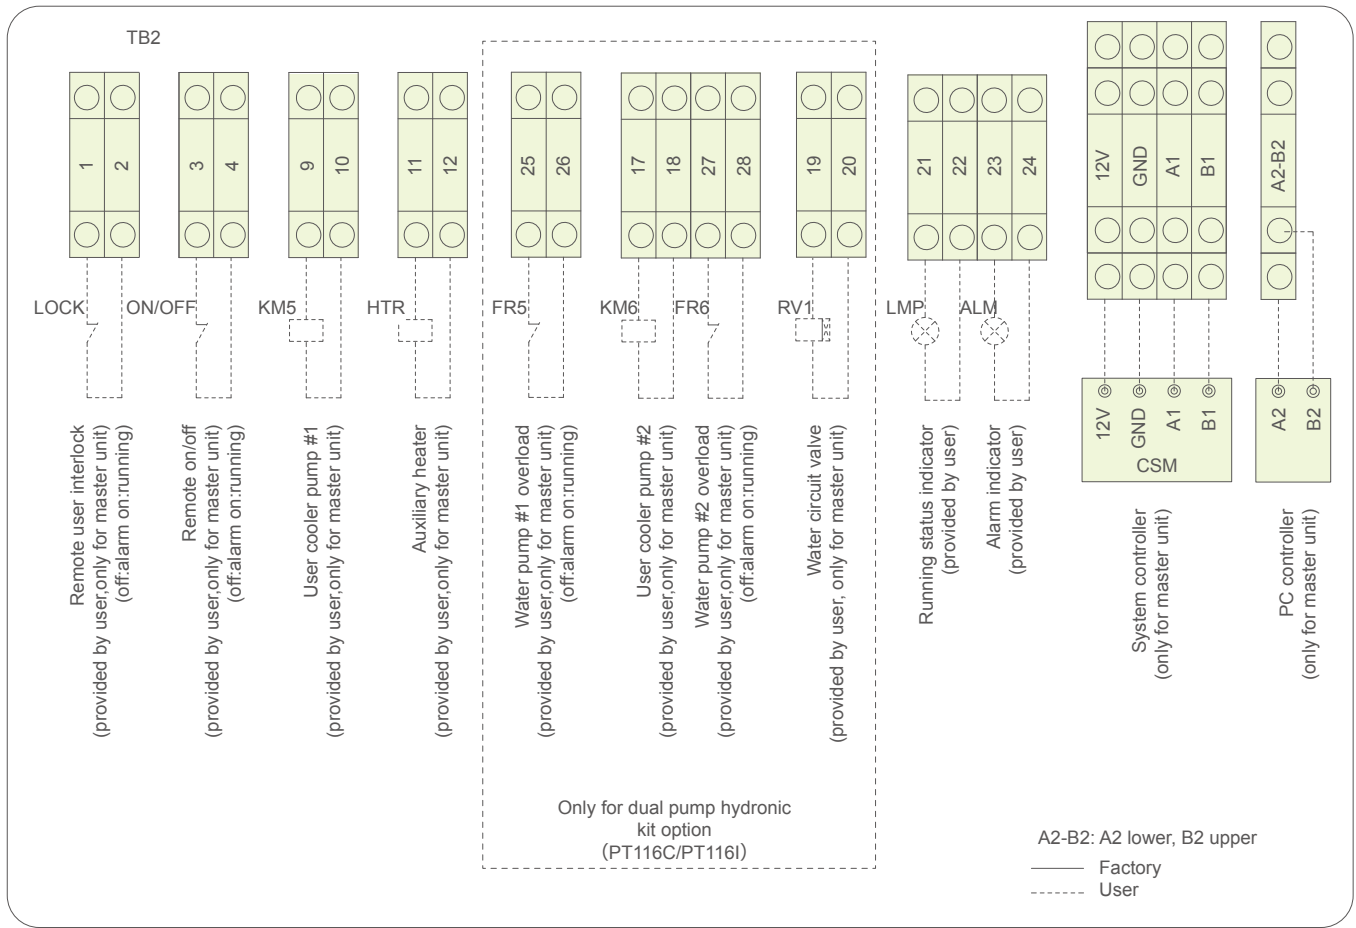 TB2
1
2
3
4
9
10
11
12
25
26
17
18
27
28
19
20
21
22
23
24
12V
GND
A1
B1
A2-B2
LOCK
ON/OFF
KM5
HTR
FR5
KM6
FR6
RV1
LMP
ALM
12V
GND
A1
B1
CSM
A2
B2
Remote user interlock
(provided by user,only for master unit)
(off:alarm on:running)
Remote on/off
(provided by user,only for master unit)
(off:alarm on:running)
User cooler pump #1
(provided by user,only for master unit)
Auxiliary heater
(provided by user,only for master unit)
Water pump #1 overload
(provided by user,only for master unit)
(off:alarm on:running)
User cooler pump #2
(provided by user,only for master unit)
Water pump #2 overload
(provided by user,only for master unit)
(off:alarm on:running)
Water circuit valve
(provided by user, only for master unit)
Running status indicator
(provided by user)
Alarm indicator
(provided by user)
System controller
(only for master unit)
PC controller
(only for master unit)
Only for dual pump hydronic
kit option
(PT116C/PT116I)
A2-B2: A2 lower, B2 upper
Factory
User